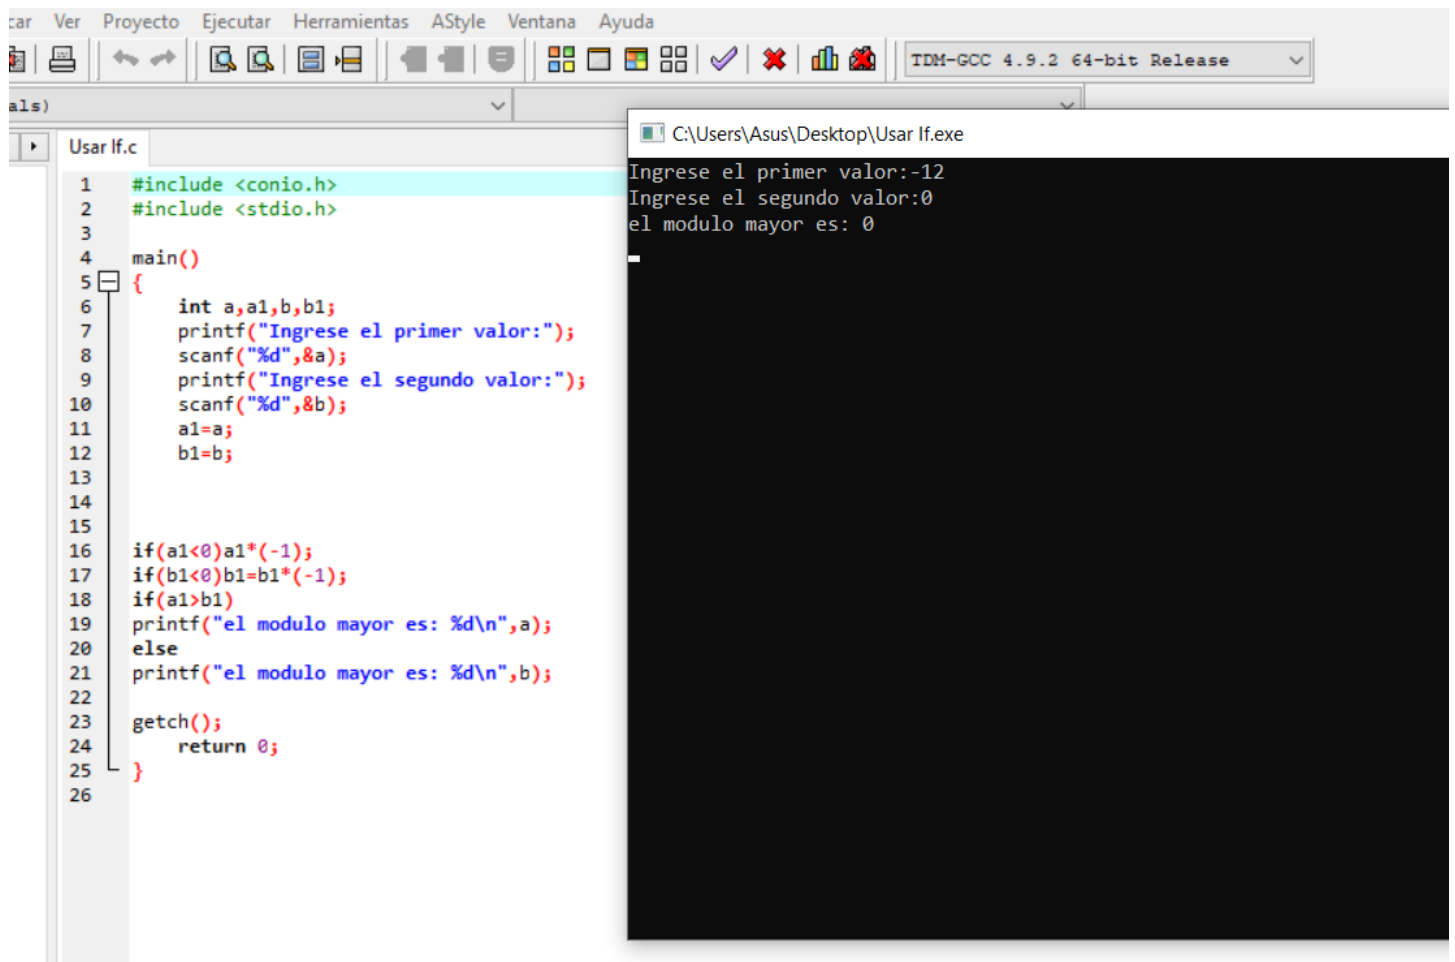 car Ver Proyecto Ejecutar Herramientas AStyle Ventana Ayuda
TDM-GCC 4.9.2 64-bit Release
als)
Usar If.c
C:\Users\Asus\Desktop\Usar If.exe
1 #include <conio.h>
2 #include <stdio.h>
3
4 main()
5 {
6 int a,a1,b,b1;
7 printf("Ingrese el primer valor:");
8 scanf("%d",&a);
9 printf("Ingrese el segundo valor:");
10 scanf("%d",&b);
11 a1=a;
12 b1=b;
13
14
15
16 if(a1<0)a1*(-1);
17 if(b1<0)b1=b1*(-1);
18 if(a1>b1)
19 printf("el modulo mayor es: %d\n",a);
20 else
21 printf("el modulo mayor es: %d\n",b);
22
23 getch();
24 return 0;
25 }
26
Ingrese el primer valor:-12
Ingrese el segundo valor:0
el modulo mayor es: 0